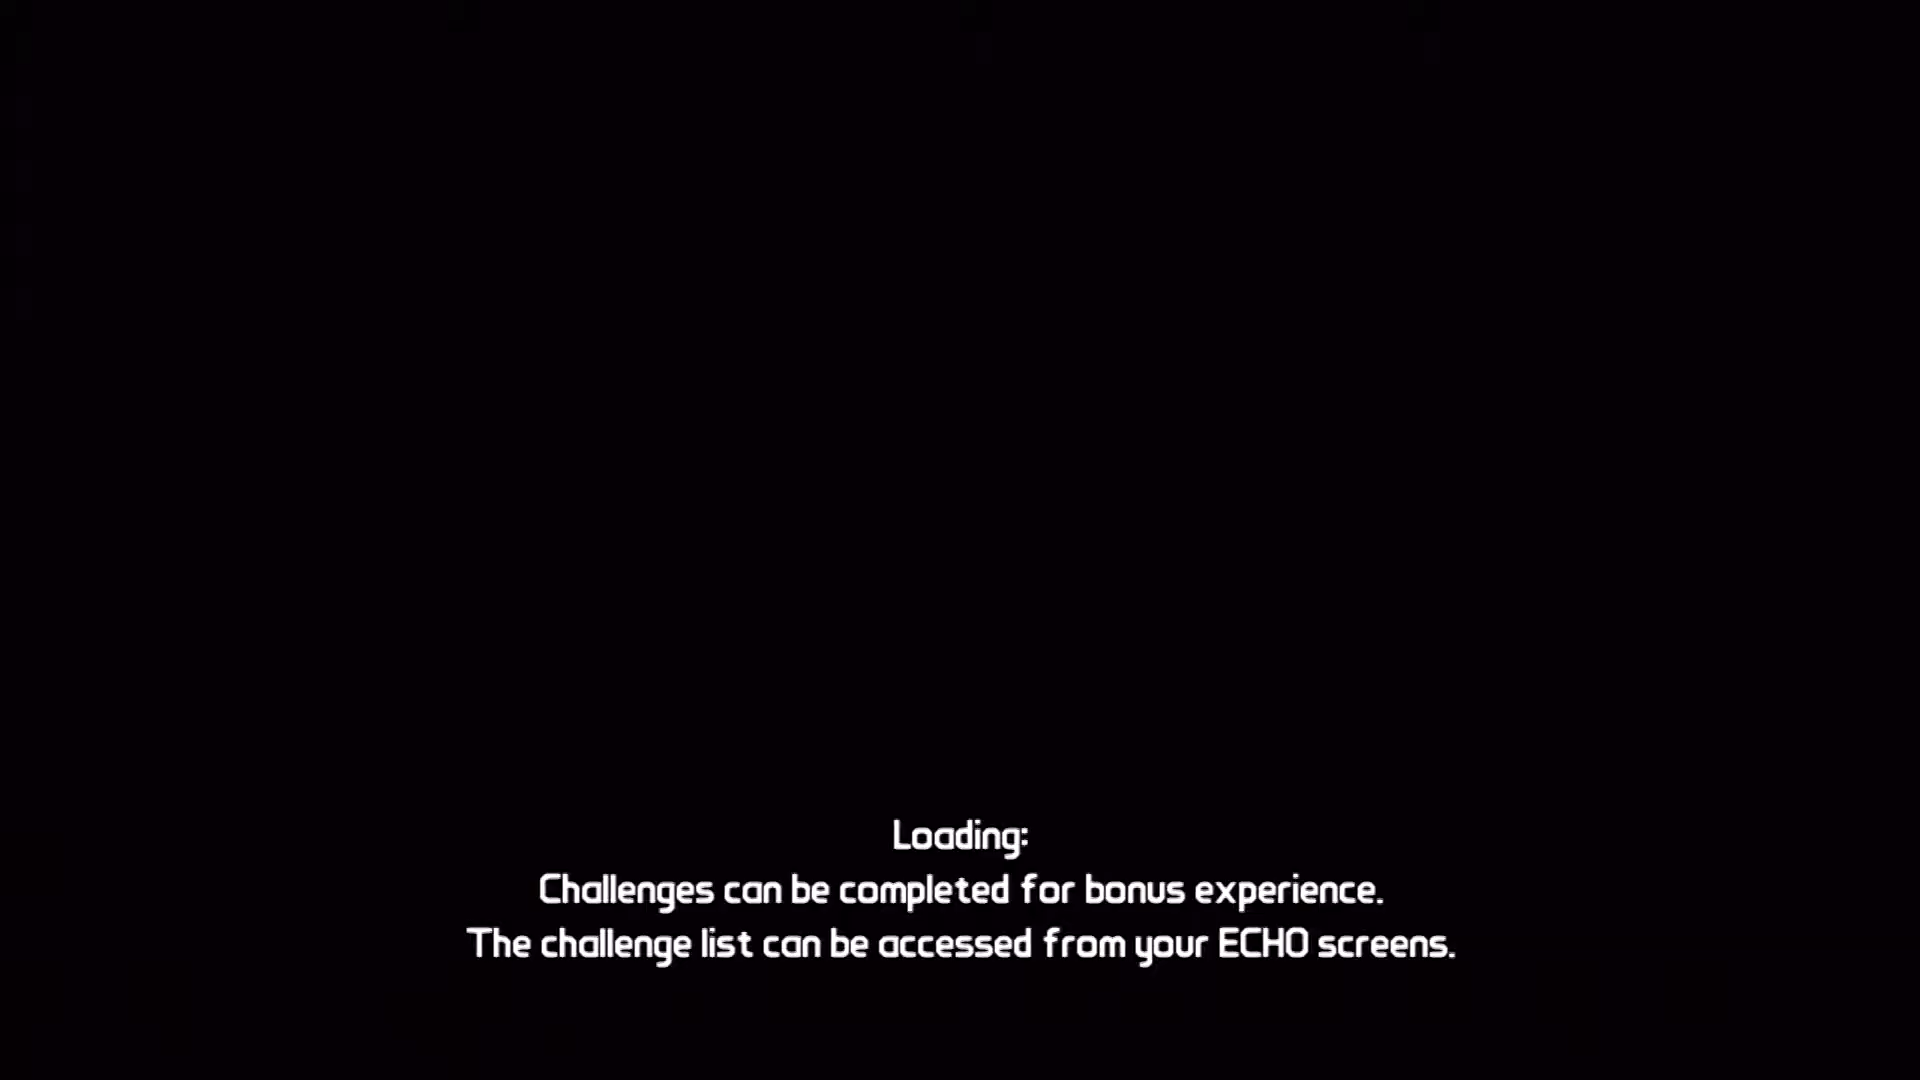 Loading:
Challenges can be completed for bonus experience.
The challenge list can be accessed from your ECHO screens.